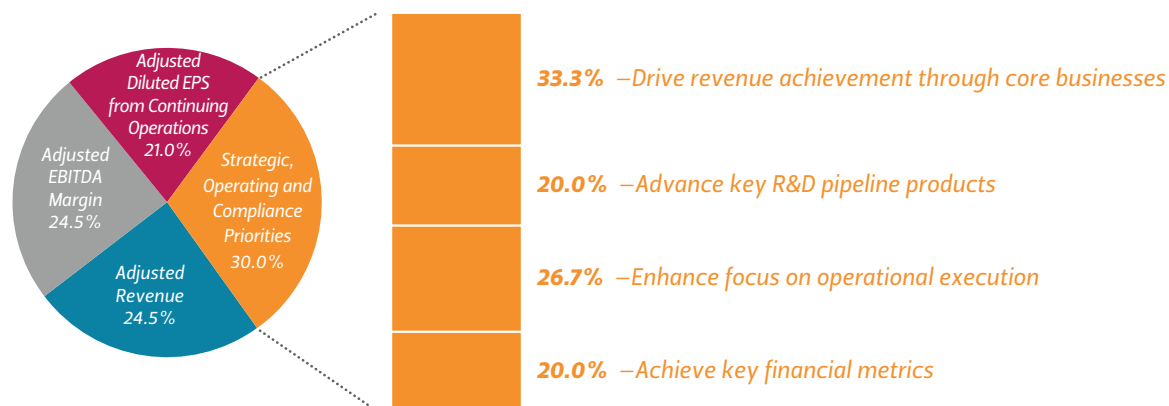 Adjusted
Diluted EPS
from Continuing
Operations
21.0%
Adjusted
EBITDA
Margin
24.5%
Strategic,
Operating and
Compliance
Priorities
30.0%
Adjusted
Revenue
24.5%
33.3% –Drive revenue achievement through core businesses
20.0% –Advance key R&D pipeline products
26.7% –Enhance focus on operational execution
20.0% –Achieve key financial metrics